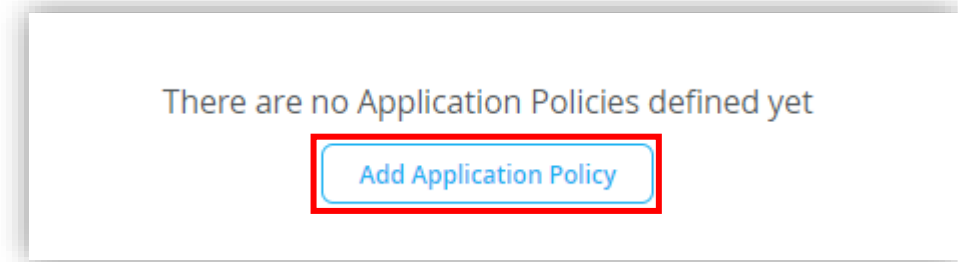 There are no Application Policies defined yet
Add Application Policy